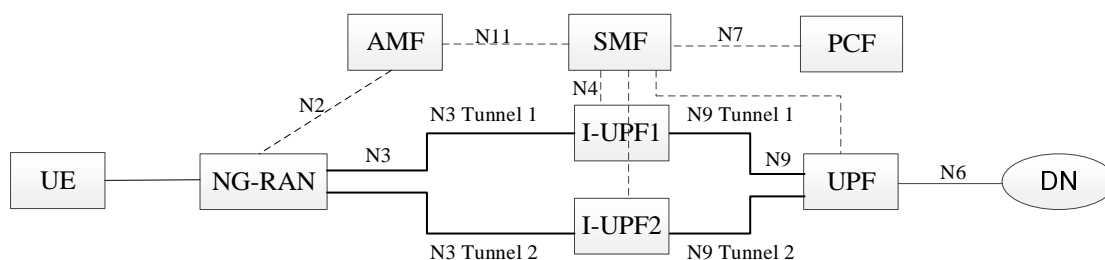 AMF
N11
SMF
N7
PCF
N2
N4
N3 Tunnel 1
I-UPF1
N9 Tunnel 1
UE
NG-RAN
N3
N9
UPF
N6
DN
I-UPF2
N3 Tunnel 2
N9 Tunnel 2